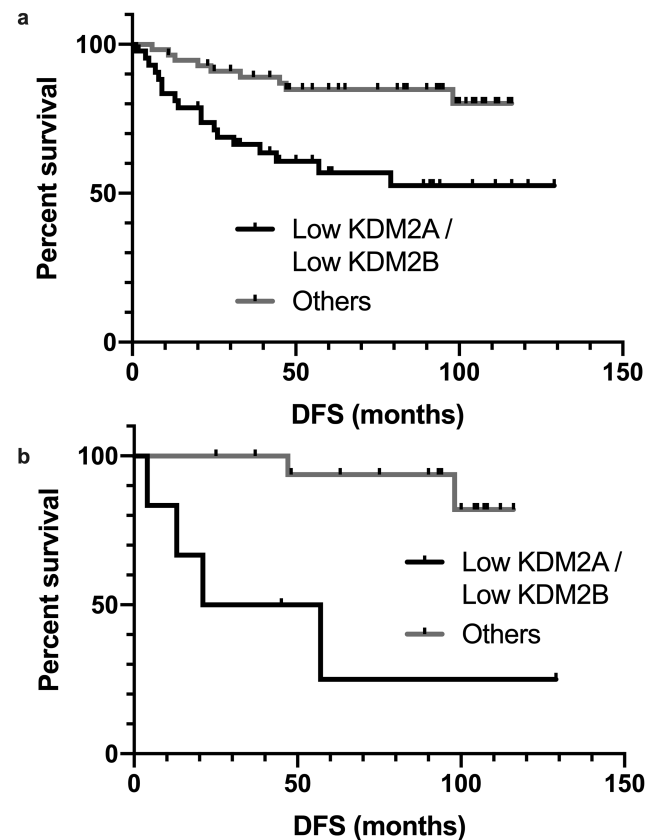 a
Percent survival
100
50
0
Low KDM2A /
Low KDM2B
Others
0 50 100 150
DFS (months)
b
Percent survival
100
50
0
Low KDM2A /
Low KDM2B
Others
0 50 100 150
DFS (months)